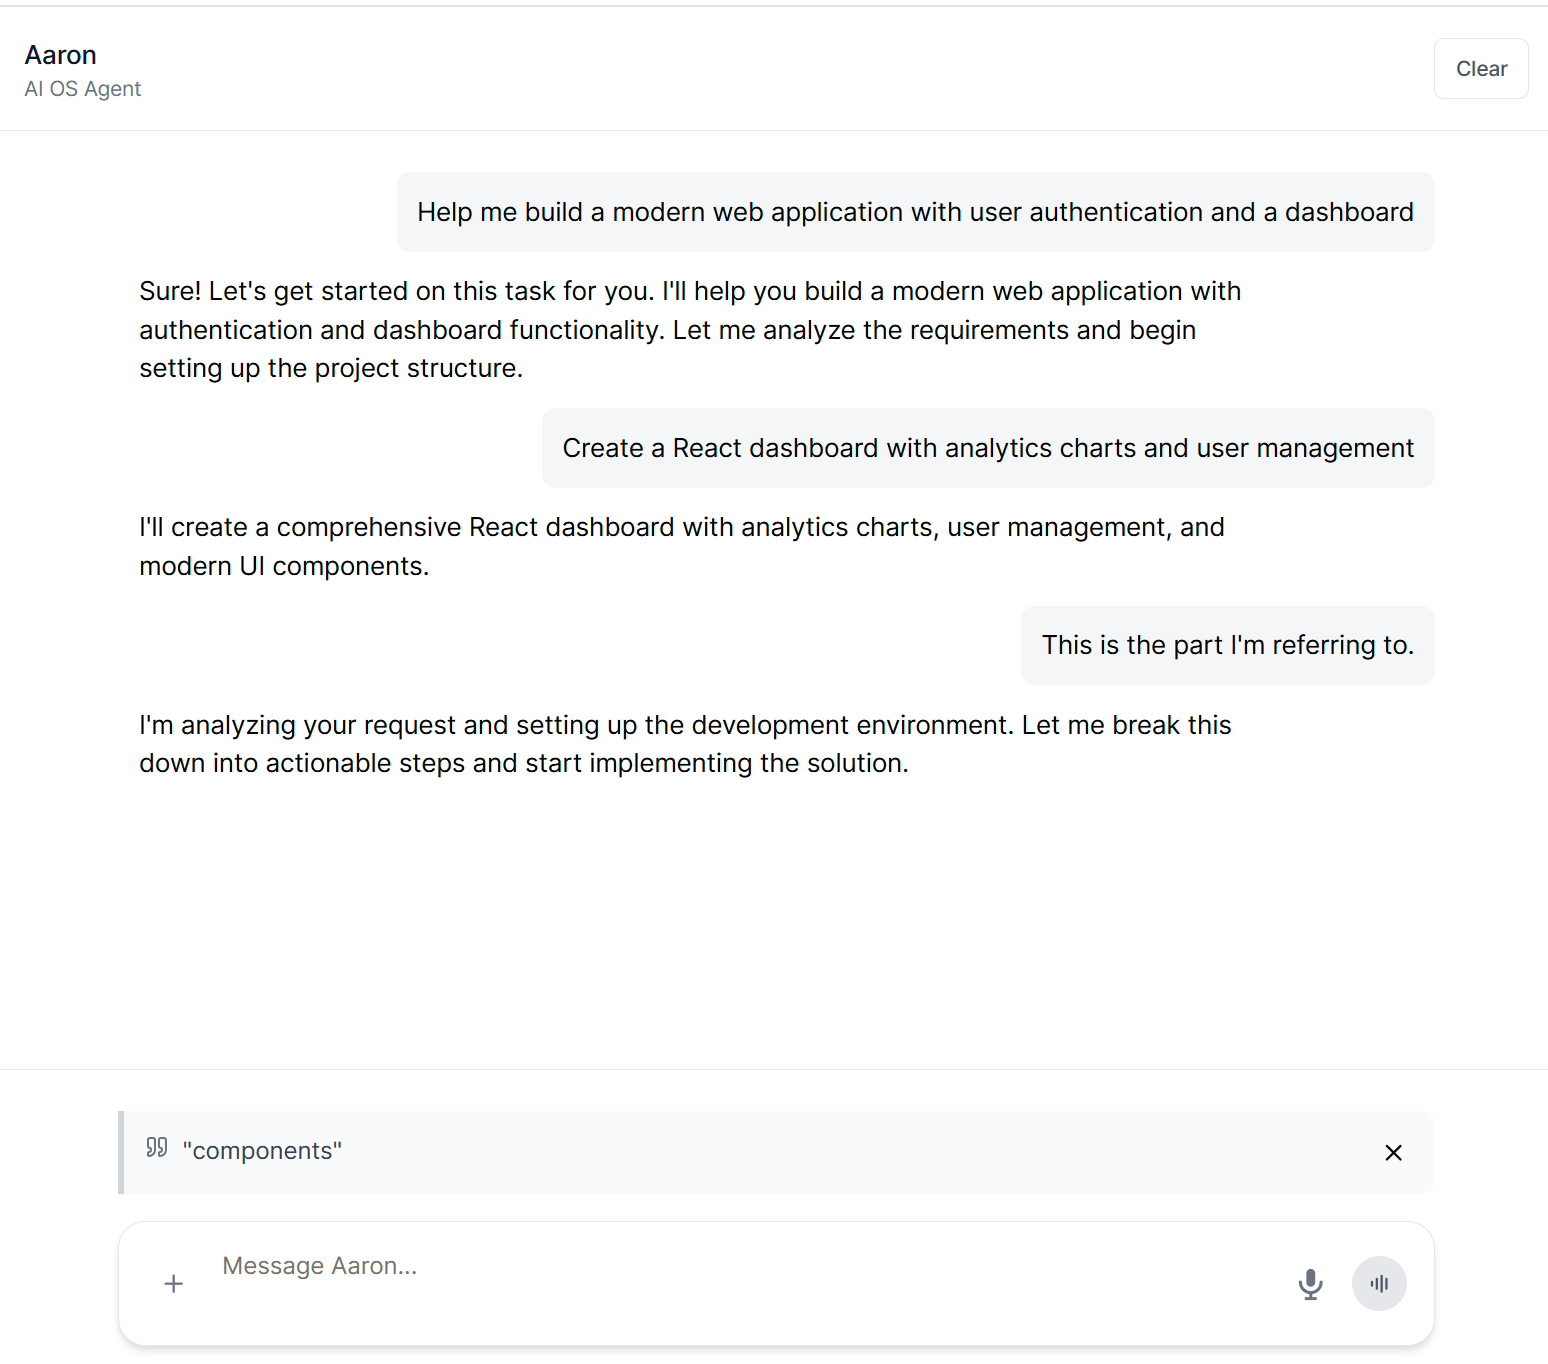 Aaron
AI OS Agent
Clear
Help me build a modern web application with user authentication and a dashboard
Sure! Let's get started on this task for you. I'll help you build a modern web application with
authentication and dashboard functionality. Let me analyze the requirements and begin
setting up the project structure.
Create a React dashboard with analytics charts and user management
I'll create a comprehensive React dashboard with analytics charts, user management, and
modern UI components.
This is the part I'm referring to.
I'm analyzing your request and setting up the development environment. Let me break this
down into actionable steps and start implementing the solution.
"components"
Message Aaron...